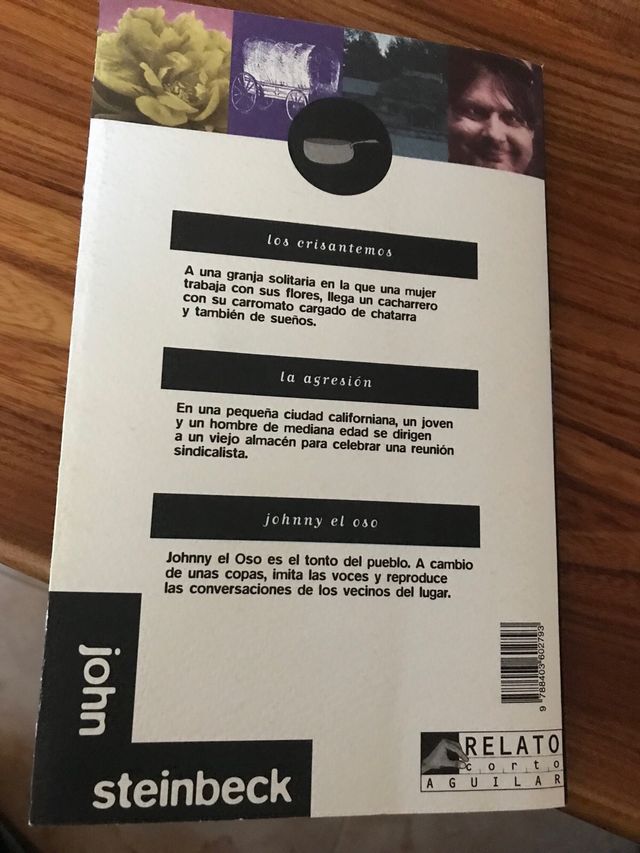 los crisantemos
A una granja solitaria en la que una mujer
trabaja con sus flores, llega un cacharrero
con su carromato cargado de chatarra
y también de sueños.
la agresión
En una pequeña ciudad californiana, un joven
y un hombre de mediana edad se dirigen
a un viejo almacén para celebrar una reunión
sindicalista.
johnny el oso
Johnny el Oso es el tonto del pueblo. A cambio
de unas copas, imita las voces y reproduce
las conversaciones de los vecinos del lugar.
john
steinbeck
9 788403 602793
RELATO
corto
AGUILAR